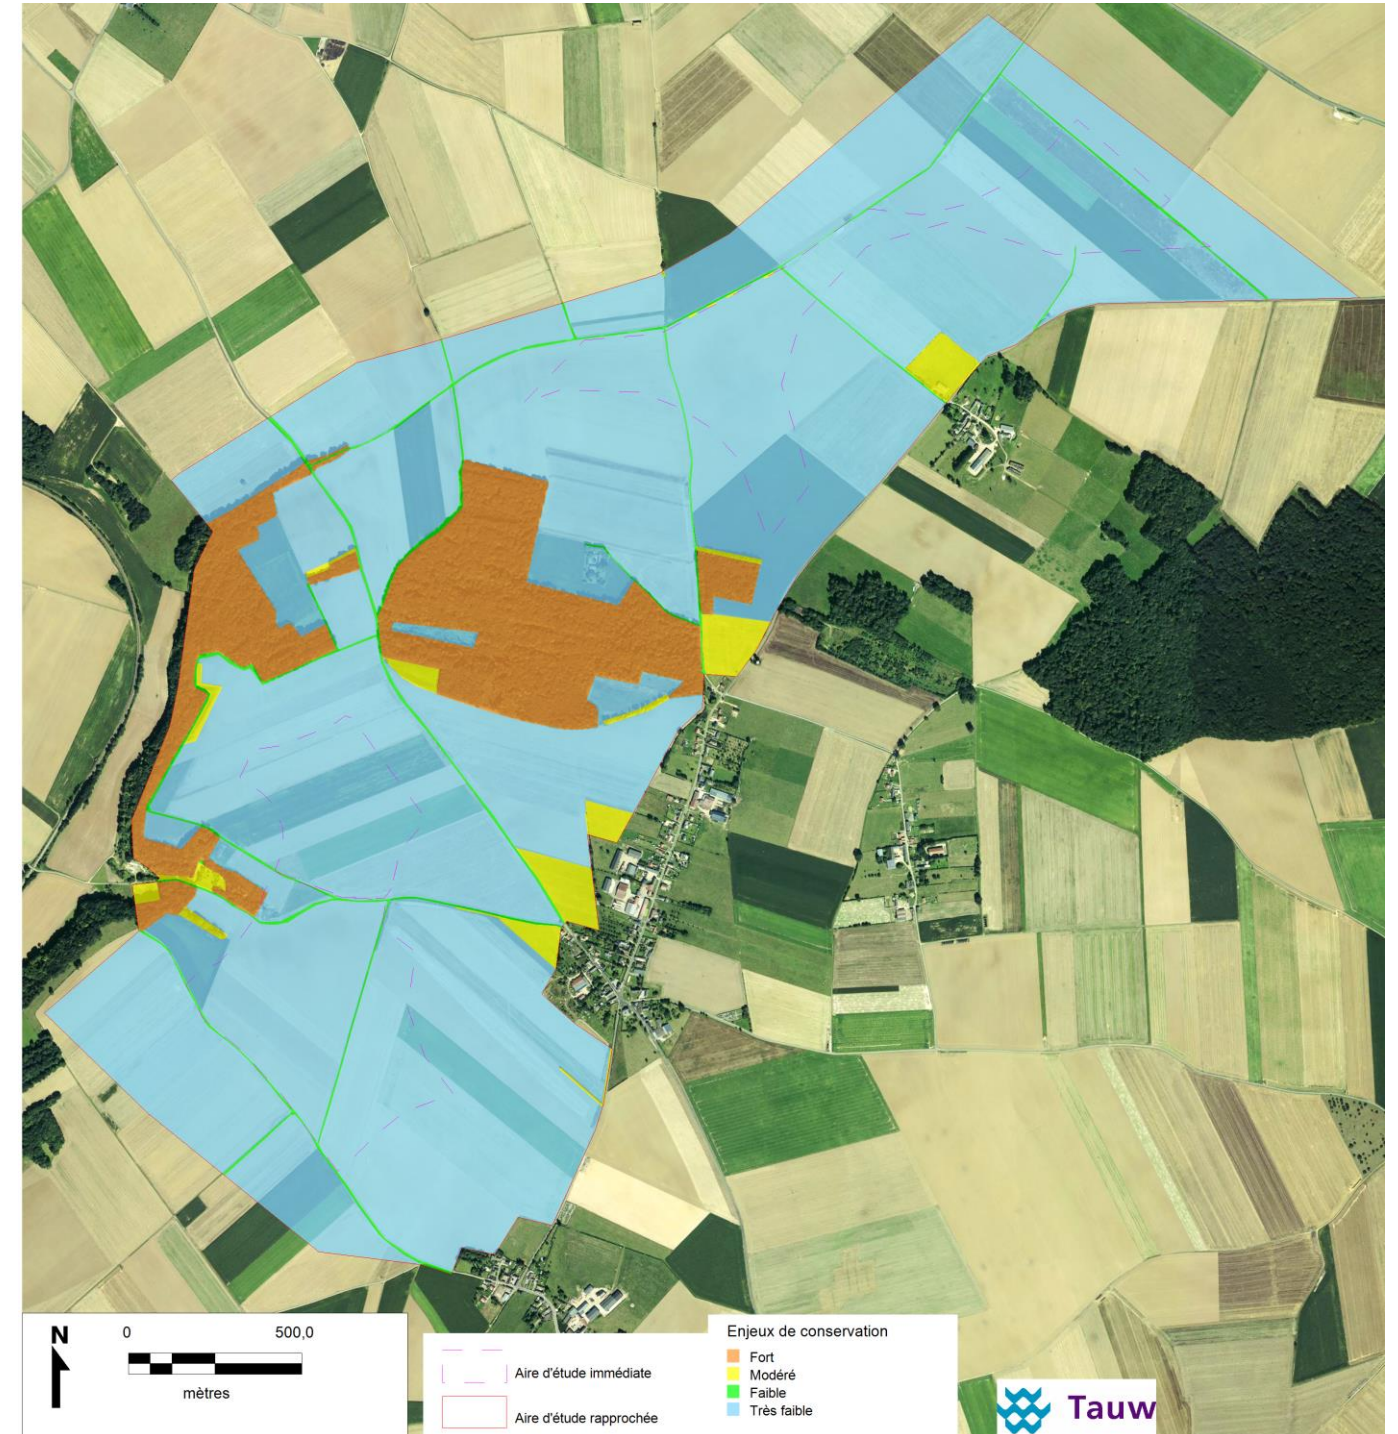 N
0 500,0
mètres
Aire d'étude immédiate
Aire d'étude rapprochée
Enjeux de conservation
Fort
Modéré
Faible
Très faible
Tauw